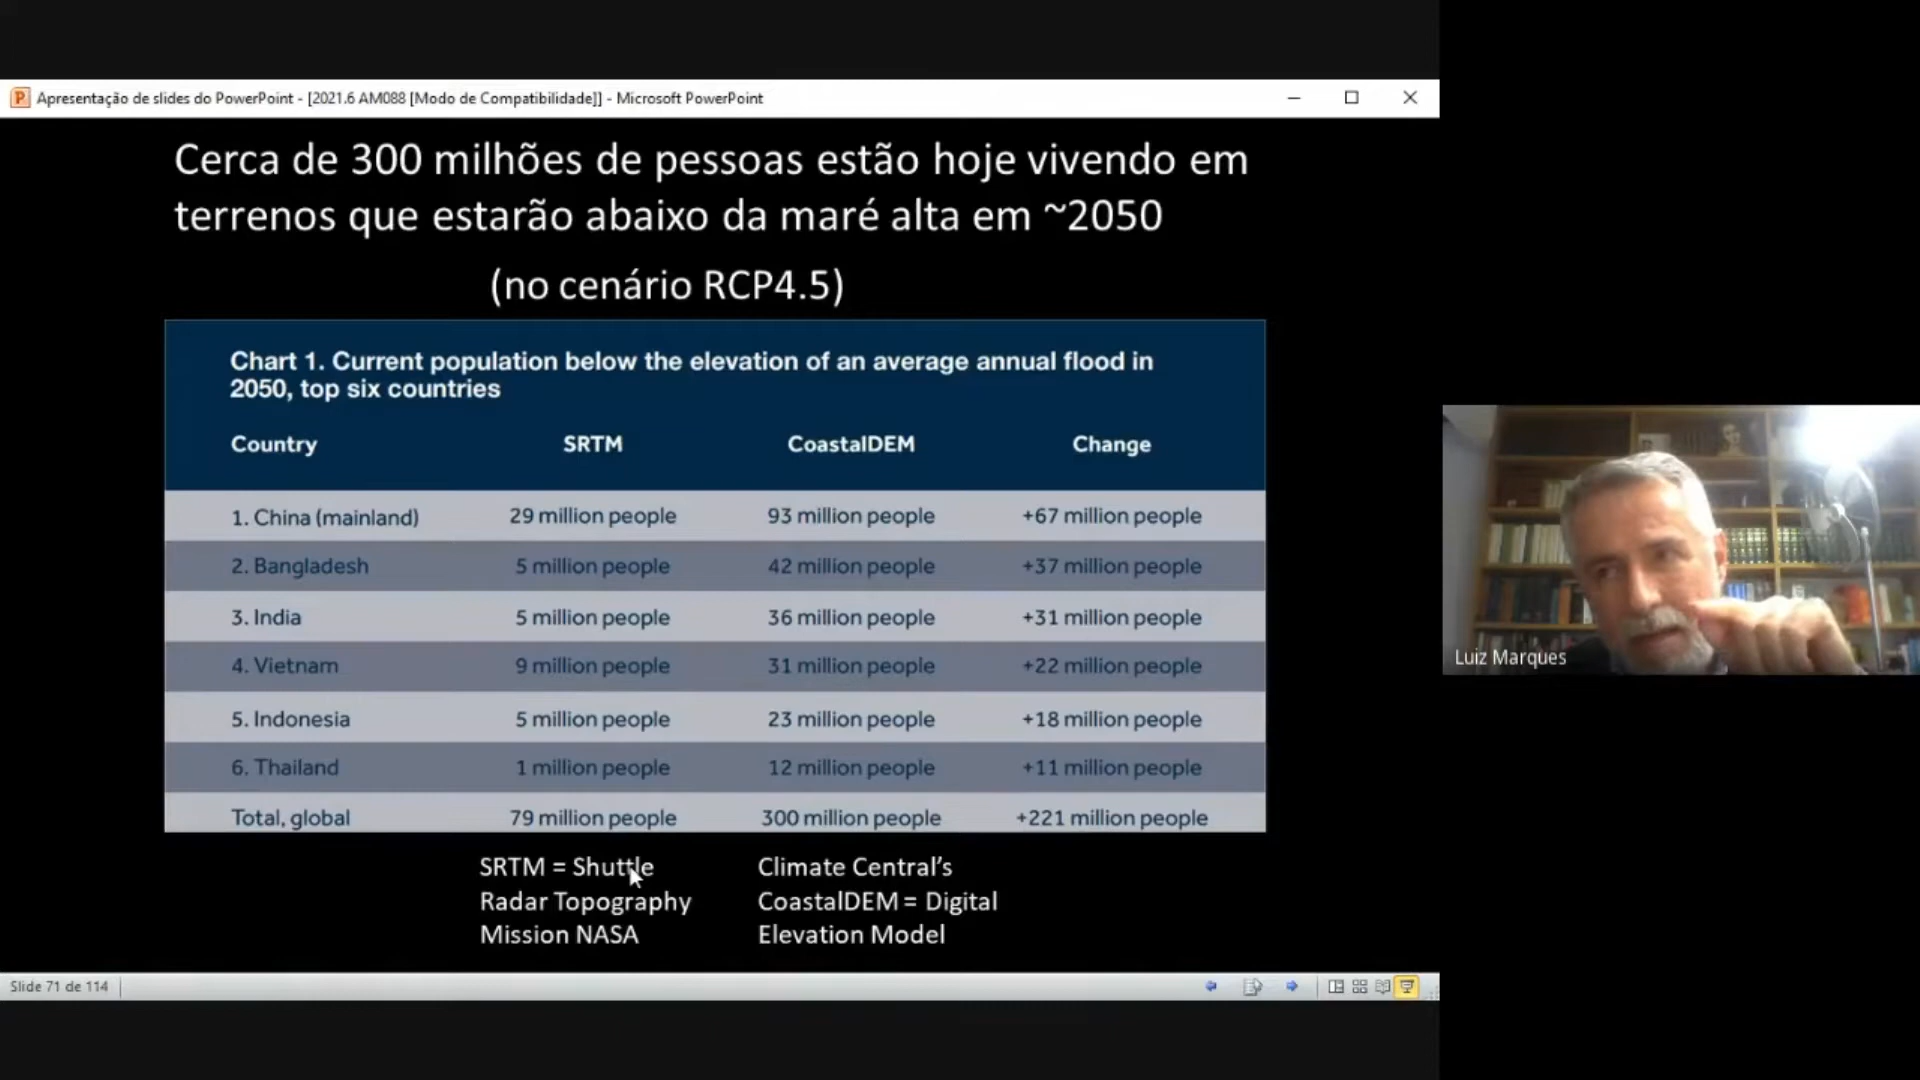 Apresentação de slides do PowerPoint - [2021.6 AM088 [Modo de Compatibilidade]] - Microsoft PowerPoint
Cerca de 300 milhões de pessoas estão hoje vivendo em
terrenos que estarão abaixo da maré alta em ~2050
(no cenário RCP4.5)
Chart 1. Current population below the elevation of an average annual flood in
2050, top six countries
Country SRTM CoastalDEM Change
1. China (mainland) 29 million people 93 million people +67 million people
2. Bangladesh 5 million people 42 million people +37 million people
3. India 5 million people 36 million people +31 million people
4. Vietnam 9 million people 31 million people +22 million people
5. Indonesia 5 million people 23 million people +18 million people
6. Thailand 1 million people 12 million people +11 million people
Total, global 79 million people 300 million people +221 million people
SRTM = Shuttle
Radar Topography
Mission NASA
Climate Central’s
CoastalDEM = Digital
Elevation Model
Luiz Marques
Slide 71 de 114